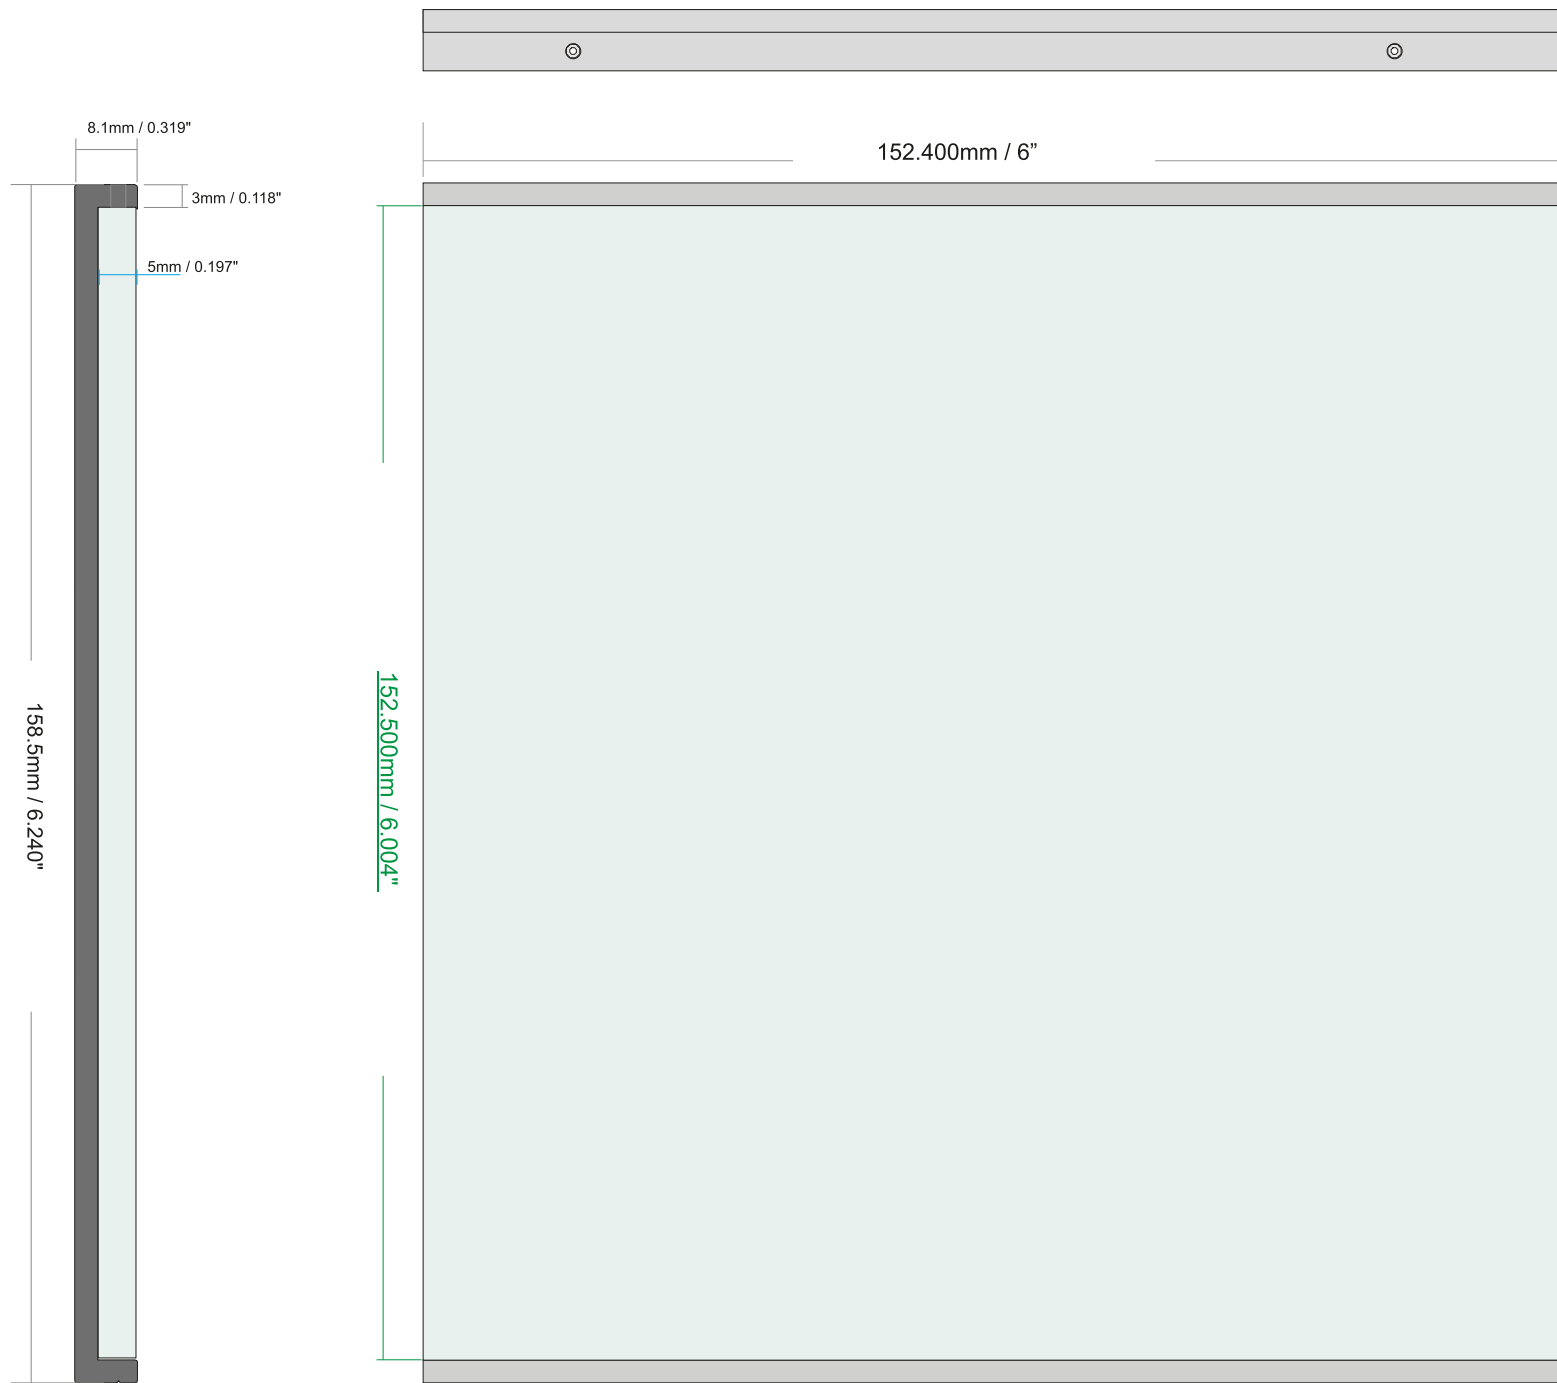 8.1mm / 0.319"
152.400mm / 6”
3mm / 0.118"
5mm / 0.197"
158.5mm / 6.240"
152.500mm / 6.004"